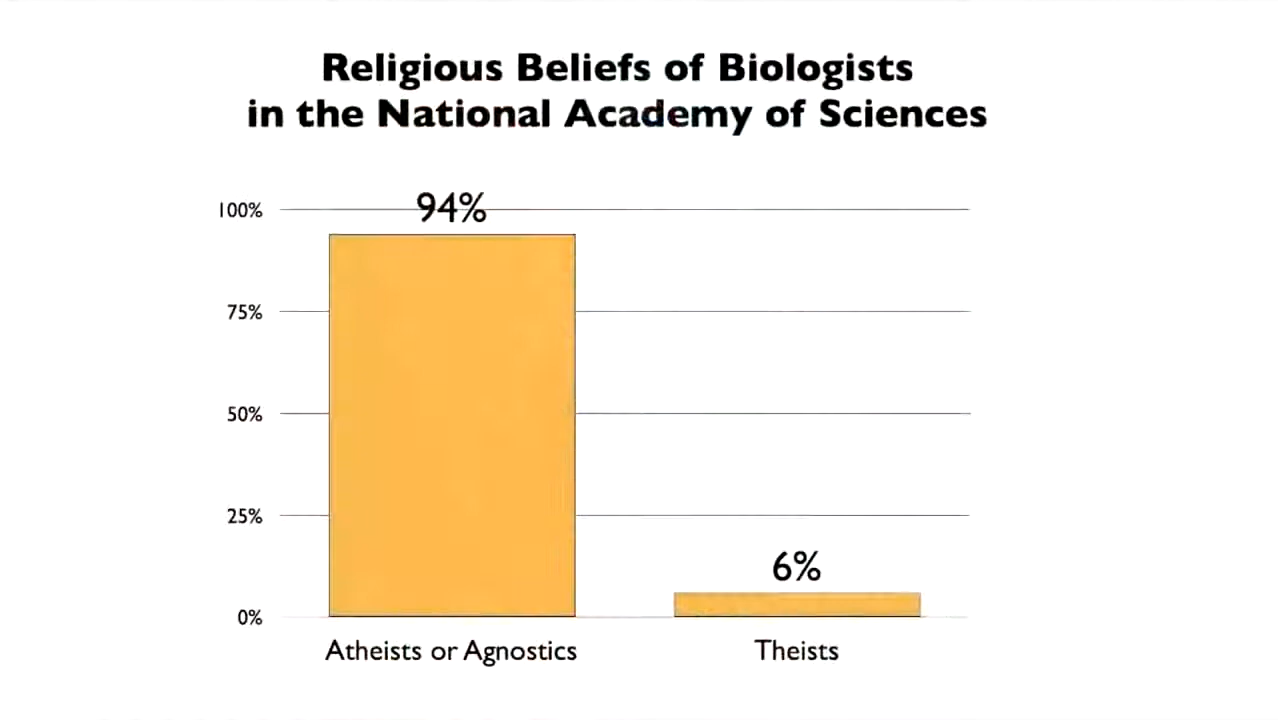 Religious Beliefs of Biologists
in the National Academy of Sciences
94%
100%
75%
50%
25%
6%
0%
Atheists or Agnostics
Theists